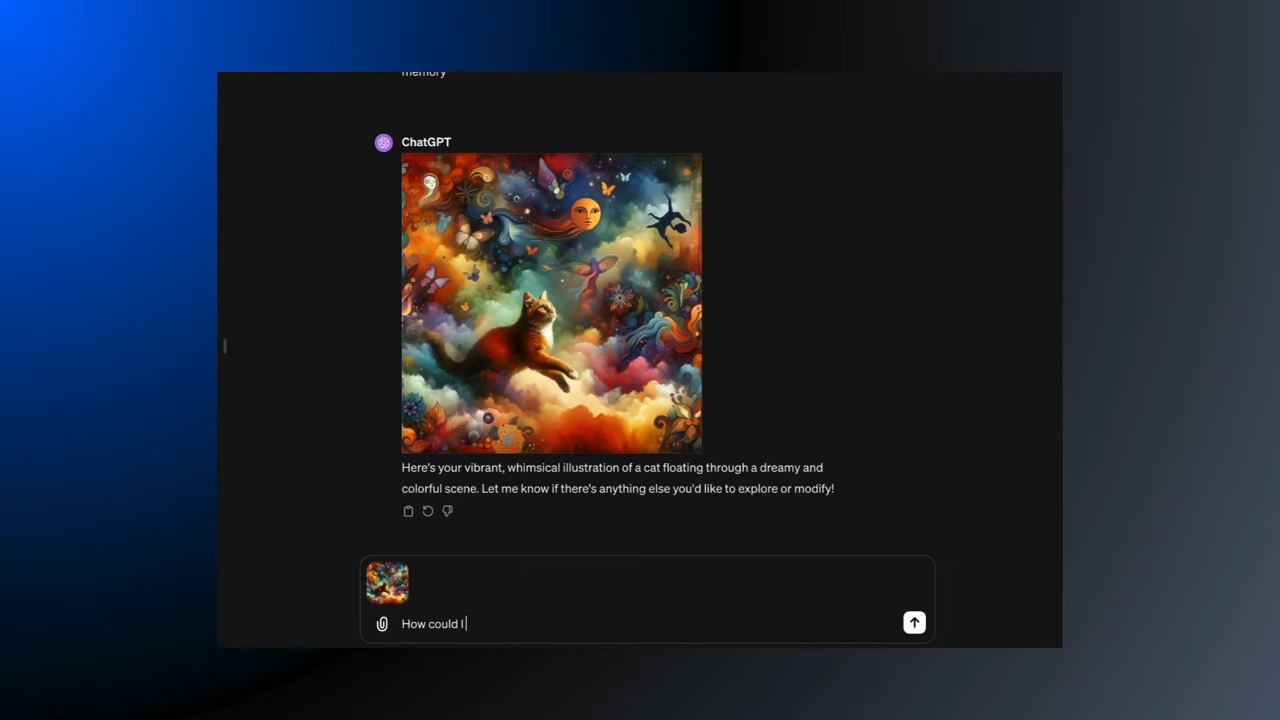 memory
ChatGPT
Here's your vibrant, whimsical illustration of a cat floating through a dreamy and
colorful scene. Let me know if there's anything else you'd like to explore or modify!
How could I